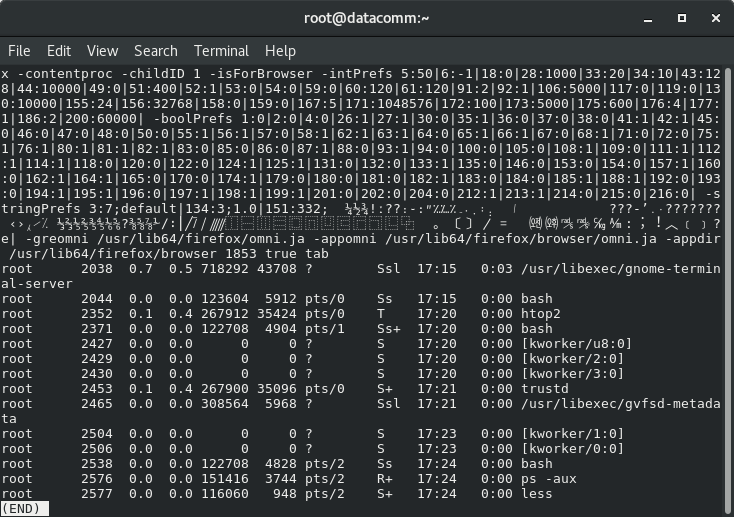 root@datacomm:~
File Edit View Search Terminal Help
x -contentproc -childID 1 -isForBrowser -intPrefs 5:50|6:-1|18:0|28:1000|33:20|34:10|43:12
8|44:10000|49:0|51:400|52:1|53:0|54:0|59:0|60:120|61:120|91:2|92:1|106:5000|117:0|119:0|13
0:10000|155:24|156:32768|158:0|159:0|167:5|171:1048576|172:100|173:5000|175:600|176:4|177:
1|186:2|200:60000| -boolPrefs 1:0|2:0|4:0|26:1|27:1|30:0|35:1|36:0|37:0|38:0|41:1|42:1|45:
0|46:0|47:0|48:0|50:0|55:1|56:1|57:0|58:1|62:1|63:1|64:0|65:1|66:1|67:0|68:1|71:0|72:0|75:
1|76:1|80:1|81:1|82:1|83:0|85:0|86:0|87:1|88:0|93:1|94:0|100:0|105:0|108:1|109:0|111:1|112
:1|114:1|118:0|120:0|122:0|124:1|125:1|131:0|132:0|133:1|135:0|146:0|153:0|154:0|157:1|160
:0|162:1|164:1|165:0|170:0|174:1|179:0|180:0|181:0|182:1|183:0|184:0|185:1|188:1|192:0|193
:0|194:1|195:1|196:0|197:1|198:1|199:1|201:0|202:0|204:0|212:1|213:1|214:0|215:0|216:0| -s
tringPrefs 3:7;default|134:3;1.0|151:332; ¼½¾
e| -greomni /usr/lib64/firefox/omni.ja -appomni /usr/lib64/firefox/browser/omni.ja -appdir
/usr/lib64/firefox/browser 1853 true tab
root 2038 0.7 0.5 718292 43708 ? Ssl 17:15 0:03 /usr/libexec/gnome-termin
al-server
root 2044 0.0 0.0 123604 5912 pts/0 Ss 17:15 0:00 bash
root 2352 0.1 0.4 267912 35424 pts/0 T 17:20 0:00 htop2
root 2371 0.0 0.0 122708 4904 pts/1 Ss+ 17:20 0:00 bash
root 2427 0.0 0.0 0 0 ? S 17:20 0:00 [kworker/u8:0]
root 2429 0.0 0.0 0 0 ? S 17:20 0:00 [kworker/2:0]
root 2430 0.0 0.0 0 0 ? S 17:20 0:00 [kworker/3:0]
root 2453 0.1 0.4 267900 35096 pts/0 S+ 17:21 0:00 trustd
root 2465 0.0 0.0 308564 5968 ? Ssl 17:21 0:00 /usr/libexec/gvfsd-metada
ta
root 2504 0.0 0.0 0 0 ? S 17:23 0:00 [kworker/1:0]
root 2506 0.0 0.0 0 0 ? S 17:23 0:00 [kworker/0:0]
root 2538 0.0 0.0 122708 4828 pts/2 Ss 17:24 0:00 bash
root 2576 0.0 0.0 151416 3744 pts/2 R+ 17:24 0:00 ps -aux
root 2577 0.0 0.0 116060 948 pts/2 S+ 17:24 0:00 less
(END)